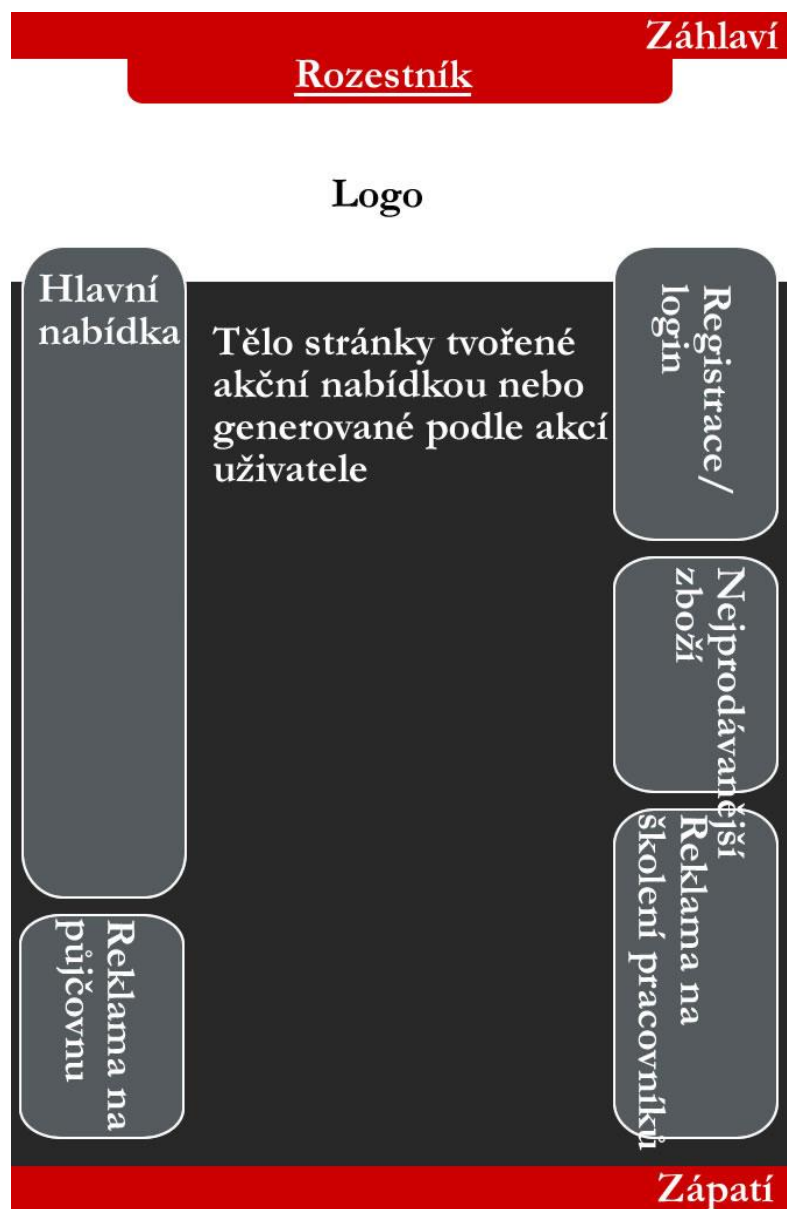 Záhlaví
Rozestník
Logo
Hlavní
nabídka
Tělo stránky tvořené
akční nabídkou nebo
generované podle akcí
uživatele
Registrace/
login
Nejprodávanější
zboží
Reklama na
školení pracovníků
Reklama na
půjčovnu
Zápatí